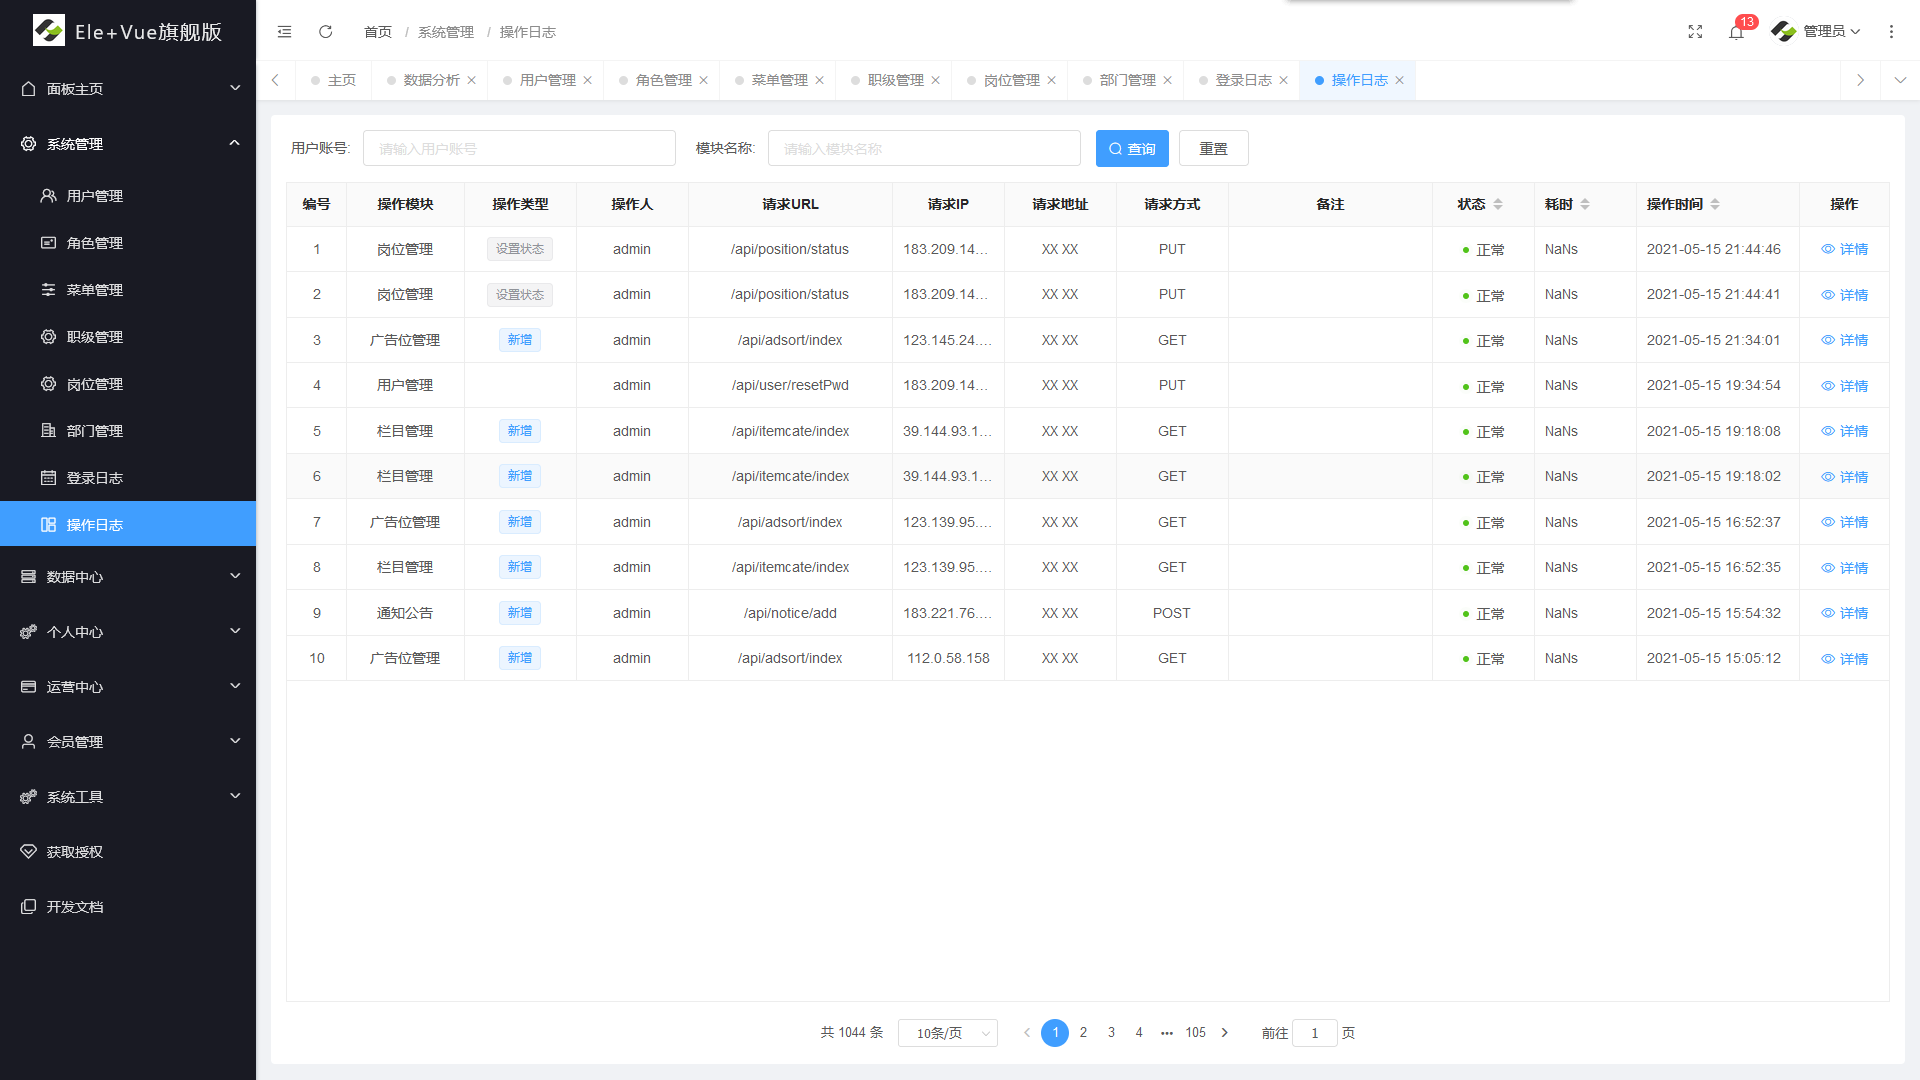 Ele+Vue旗舰版
面板主页
系统管理
用户管理
角色管理
菜单管理
职级管理
岗位管理
部门管理
登录日志
操作日志
数据中心
个人中心
运营中心
会员管理
系统工具
获取授权
开发文档
首页 / 系统管理 / 操作日志
13
管理员
主页 数据分析 用户管理 角色管理 菜单管理 职级管理 岗位管理 部门管理 登录日志 操作日志
用户账号: 请输入用户账号 模块名称: 请输入模块名称 查询 重置
编号 操作模块 操作类型 操作人 请求URL 请求IP 请求地址 请求方式 备注 状态 耗时 操作时间 操作
1 岗位管理 设置状态 admin /api/position/status 183.209.14... XX XX PUT 正常 NaNs 2021-05-15 21:44:46 详情
2 岗位管理 设置状态 admin /api/position/status 183.209.14... XX XX PUT 正常 NaNs 2021-05-15 21:44:41 详情
3 广告位管理 新增 admin /api/adsort/index 123.145.24.... XX XX GET 正常 NaNs 2021-05-15 21:34:01 详情
4 用户管理 admin /api/user/resetPwd 183.209.14... XX XX PUT 正常 NaNs 2021-05-15 19:34:54 详情
5 栏目管理 新增 admin /api/itemcate/index 39.144.93.1... XX XX GET 正常 NaNs 2021-05-15 19:18:08 详情
6 栏目管理 新增 admin /api/itemcate/index 39.144.93.1... XX XX GET 正常 NaNs 2021-05-15 19:18:02 详情
7 广告位管理 新增 admin /api/adsort/index 123.139.95.... XX XX GET 正常 NaNs 2021-05-15 16:52:37 详情
8 栏目管理 新增 admin /api/itemcate/index 123.139.95.... XX XX GET 正常 NaNs 2021-05-15 16:52:35 详情
9 通知公告 新增 admin /api/notice/add 183.221.76.... XX XX POST 正常 NaNs 2021-05-15 15:54:32 详情
10 广告位管理 新增 admin /api/adsort/index 112.0.58.158 XX XX GET 正常 NaNs 2021-05-15 15:05:12 详情
共 1044 条 10条/页 1 2 3 4 ••• 105 前往 1 页